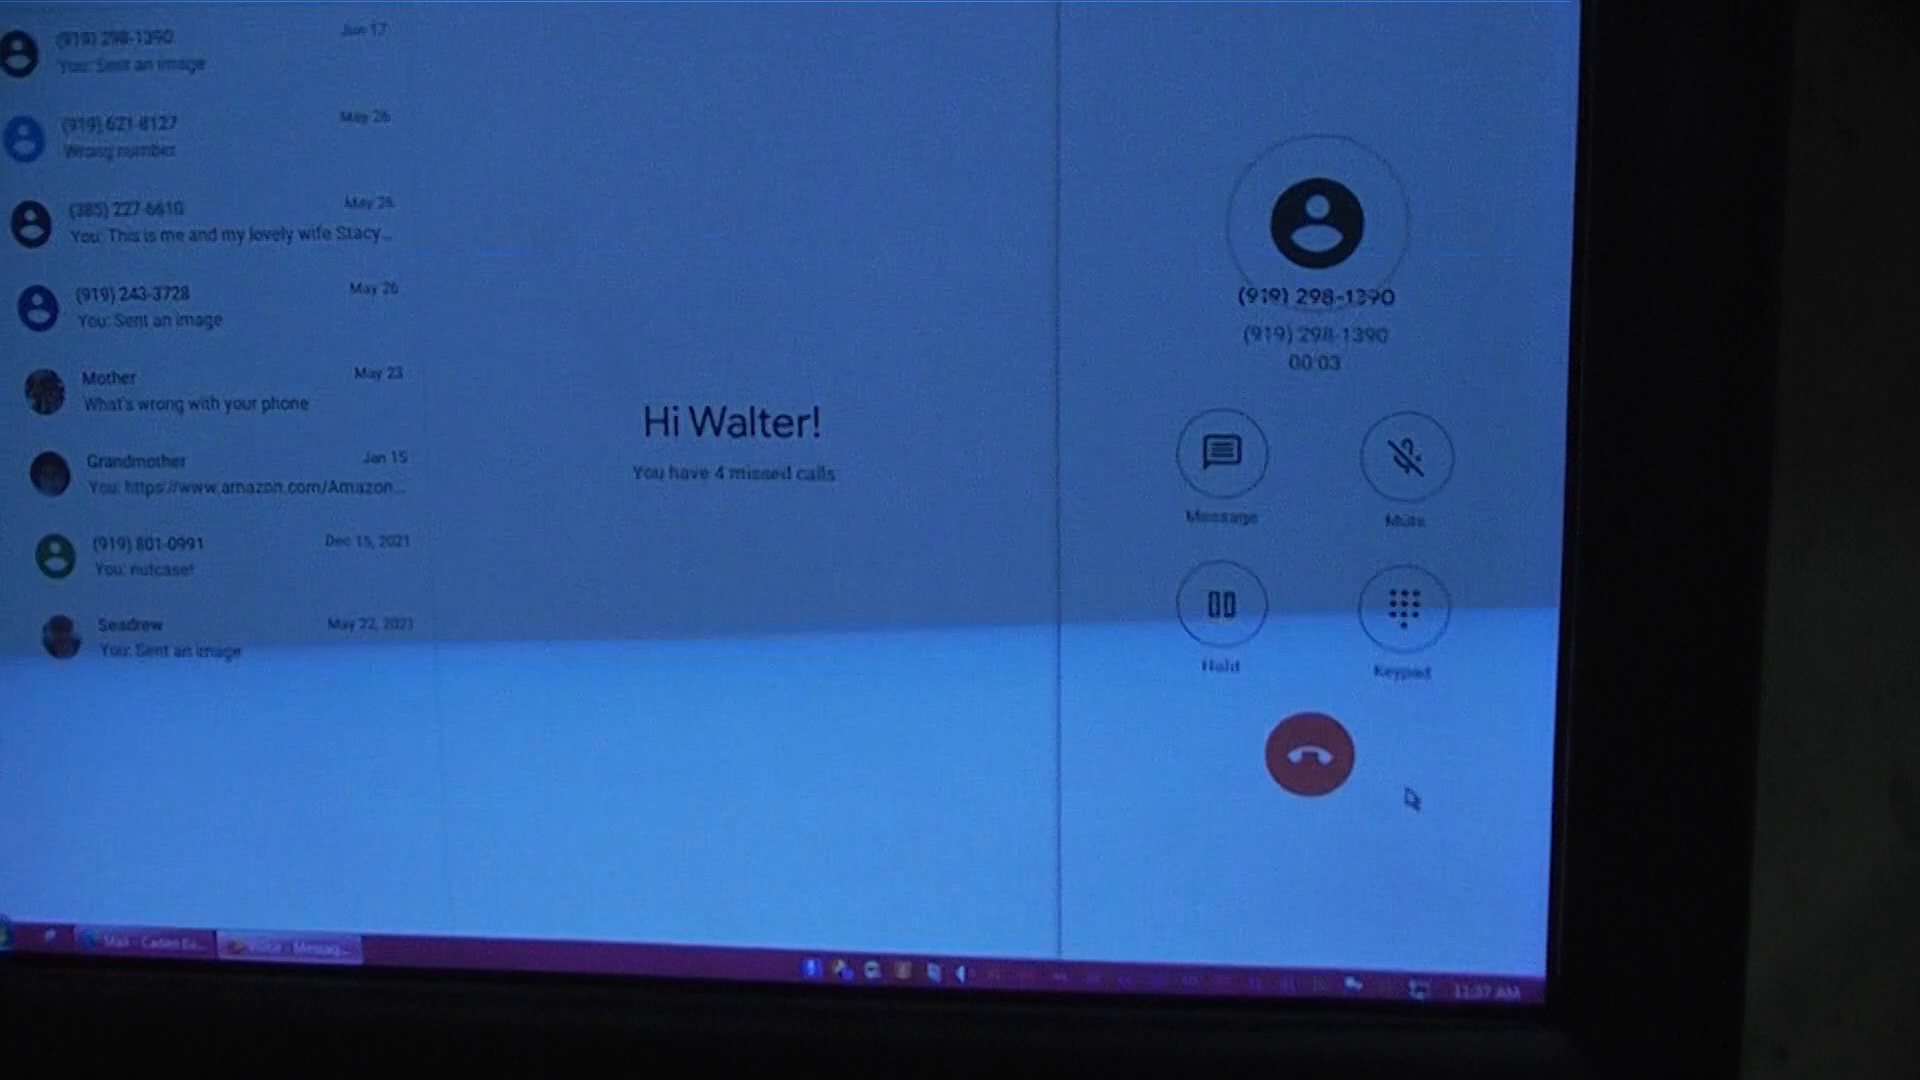 (919) 298-1390
Jun 17
You: Sent an image
(919) 621-8127
May 26
Wrong number
(385) 227-6610
May 26
You: This is me and my lovely wife Stacy...
(919) 243-3728
May 26
You: Sent an image
Mother
May 23
What's wrong with your phone
Grandmother
Jan 15
You: https://www.amazon.com/Amazon...
(919) 801-0991
Dec 15, 2021
You: nutcase!
Seadrew
May 22, 2021
You: Sent an image
Hi Walter!
You have 4 missed calls
(919) 298-1390
(919) 298-1390
00:03
Message
Mute
Hold
Keypad
11:37 AM